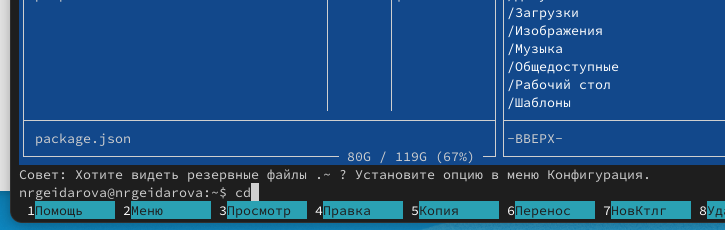 /Загрузки
/Изображения
/Музыка
/Общедоступные
/Рабочий стол
/Шаблоны
package.json
-ВВЕРХ-
80G / 119G (67%)
Совет: Хотите видеть резервные файлы .~ ? Установите опцию в меню Конфигурация.
nrgeidarova@nrgeidarova:~$ cd
1Помощь 2Меню 3Просмотр 4Правка 5Копия 6Перенос 7НовКтлг 8Уда